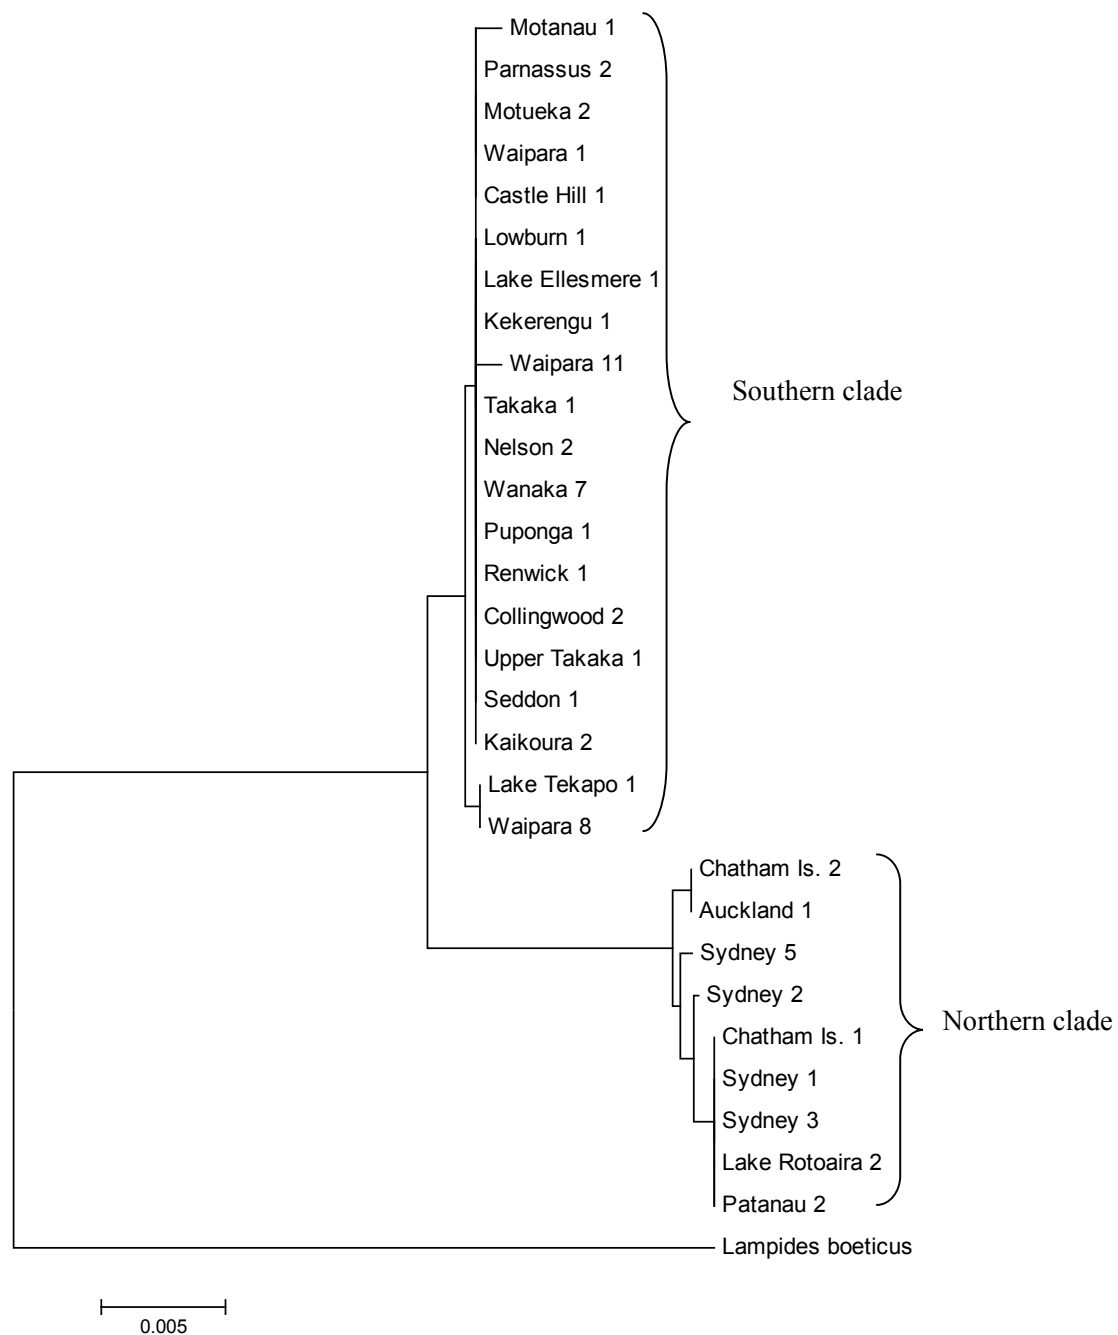 Motanau 1
Parnassus 2
Motueka 2
Waipara 1
Castle Hill 1
Lowburn 1
Lake Ellesmere 1
Kekerengu 1
Waipara 11
Southern clade
Takaka 1
Nelson 2
Wanaka 7
Puponga 1
Renwick 1
Collingwood 2
Upper Takaka 1
Seddon 1
Kaikoura 2
Lake Tekapo 1
Waipara 8
Chatham Is. 2
Auckland 1
Sydney 5
Sydney 2
Northern clade
Chatham Is. 1
Sydney 1
Sydney 3
Lake Rotoaira 2
Patanau 2
Lampides boeticus
0.005